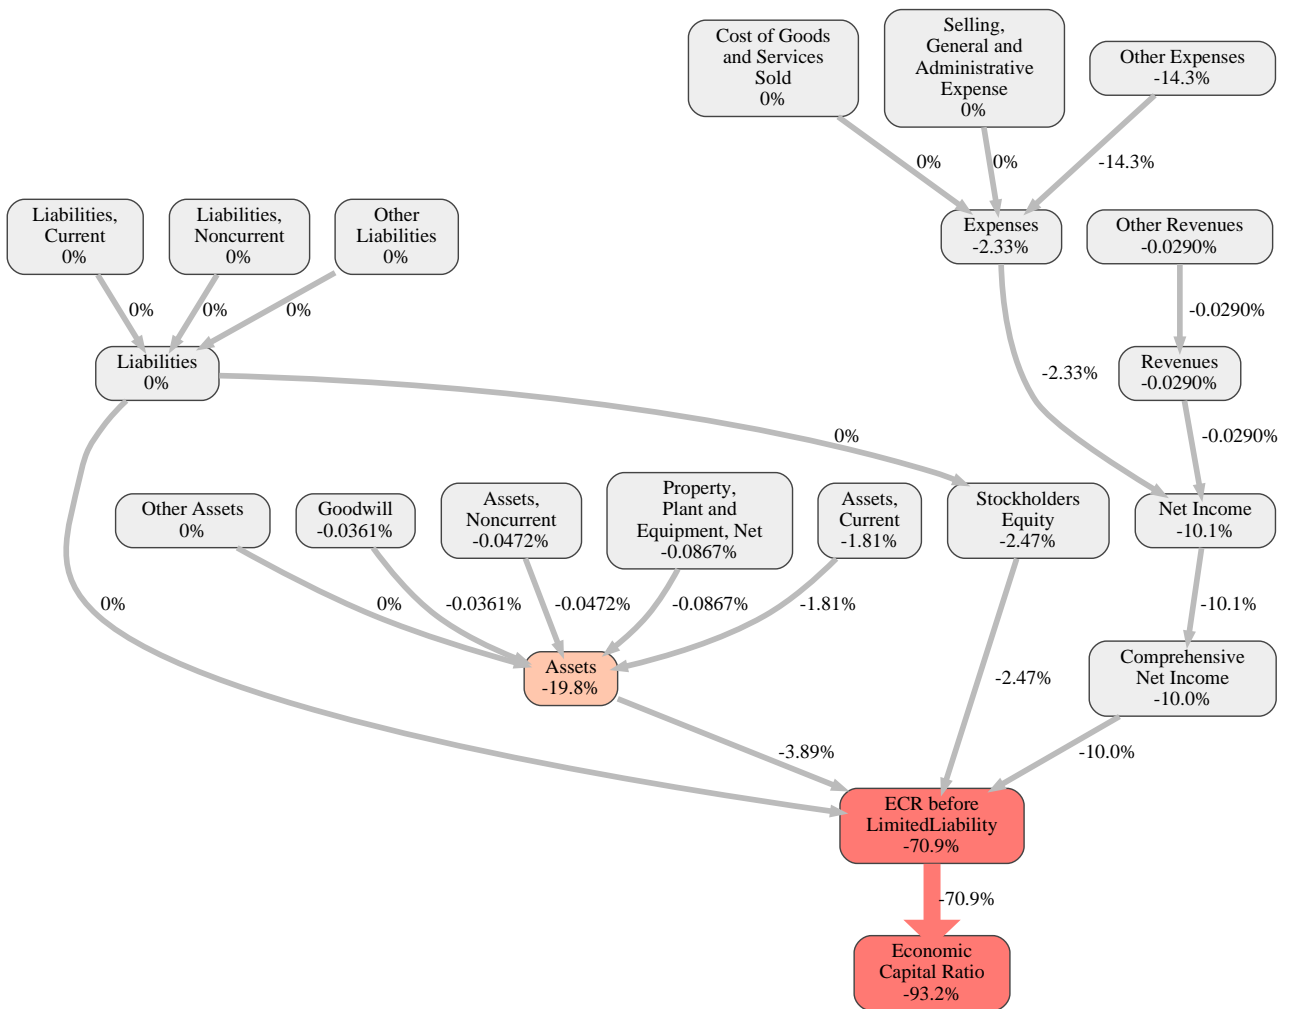 Cost of Goods
and Services
Sold
0%
Selling,
General and
Administrative
Expense
0%
Other Expenses
-14.3%
0%
0%
-14.3%
Liabilities,
Current
0%
Liabilities,
Noncurrent
0%
Other
Liabilities
0%
Expenses
-2.33%
Other Revenues
-0.0290%
0%
0%
0%
-0.0290%
Liabilities
0%
-2.33%
Revenues
-0.0290%
0%
-0.0290%
Other Assets
0%
Goodwill
-0.0361%
Assets,
Noncurrent
-0.0472%
Property,
Plant and
Equipment, Net
-0.0867%
Assets,
Current
-1.81%
Stockholders
Equity
-2.47%
Net Income
-10.1%
0%
0%
-0.0361%
-0.0472%
-0.0867%
-1.81%
-10.1%
Assets
-19.8%
-2.47%
Comprehensive
Net Income
-10.0%
-3.89%
-10.0%
ECR before
LimitedLiability
-70.9%
-70.9%
Economic
Capital Ratio
-93.2%